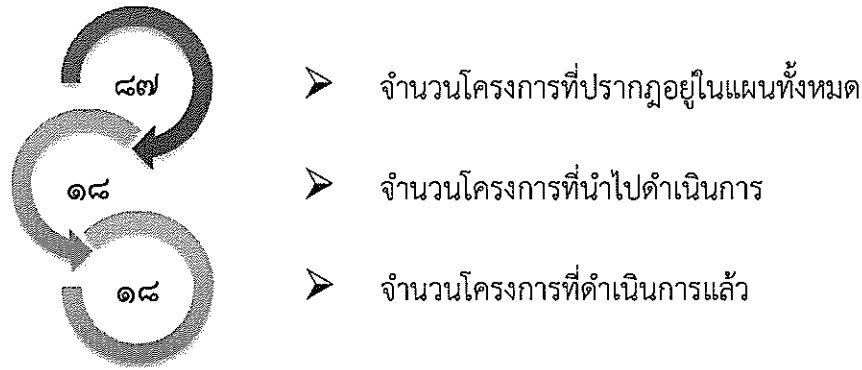 ๘๗ ➢ จำนวนโครงการที่ปรากฏอยู่ในแผนทั้งหมด
๑๘ ➢ จำนวนโครงการที่นำไปดำเนินการ
๑๘ ➢ จำนวนโครงการที่ดำเนินการแล้ว